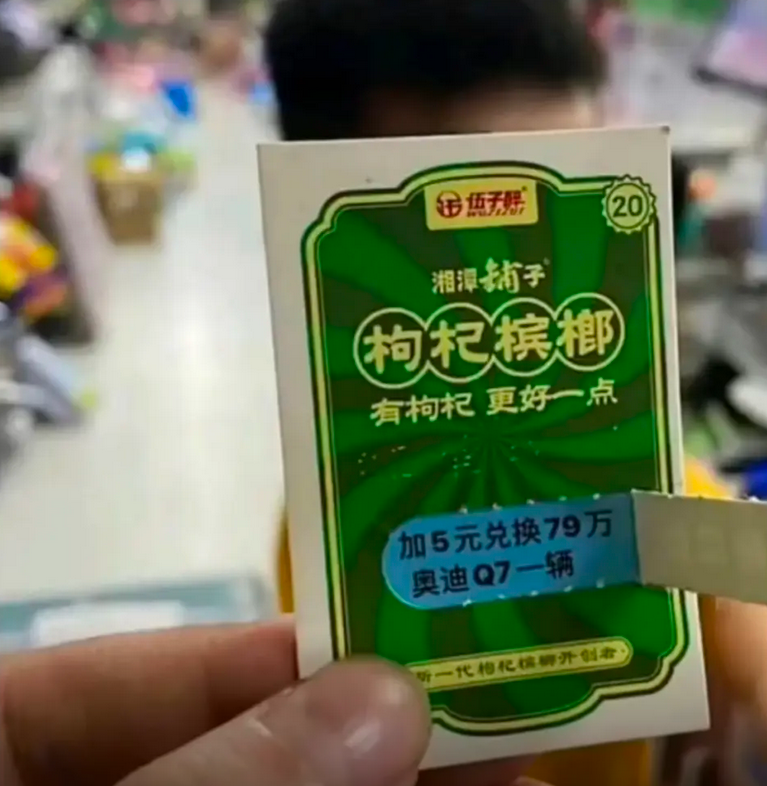 伍子醉
WUZIZUI
20
湘潭铺子
枸杞槟榔
有枸杞 更好一点
加5元兑换79万
奥迪Q7一辆
新一代枸杞槟榔开创者